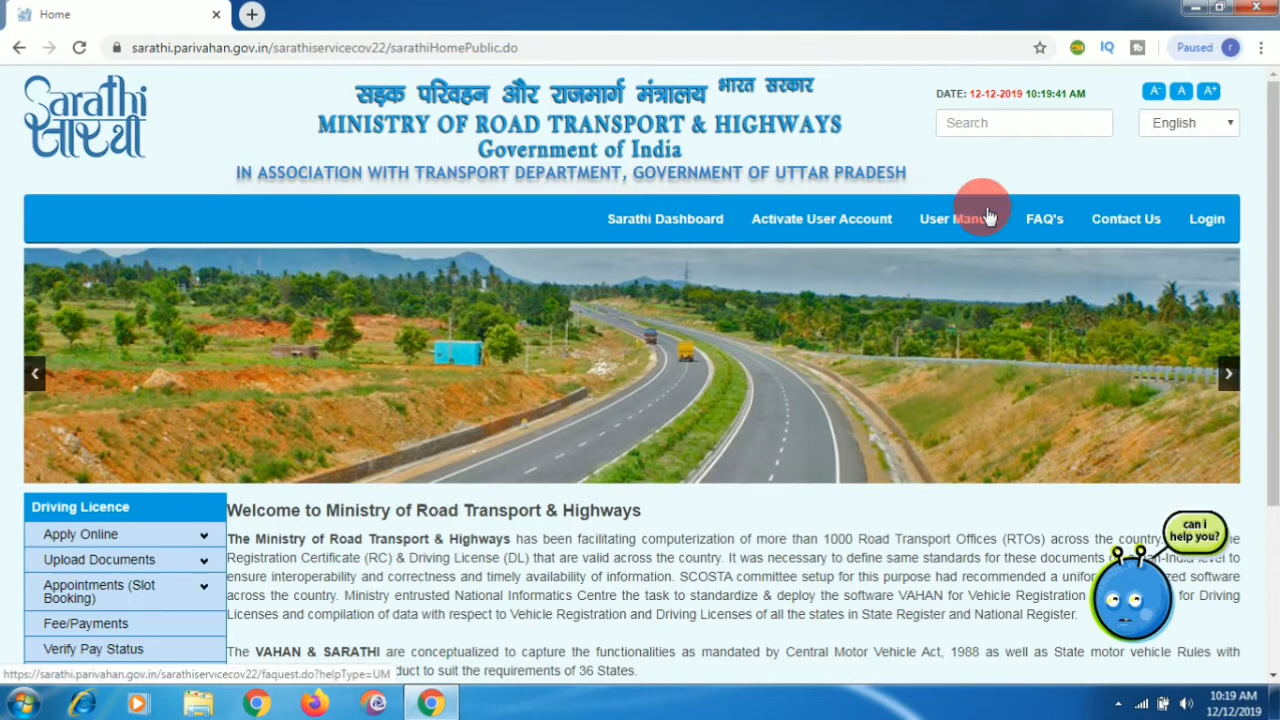 Home
sarathi.parivahan.gov.in/sarathiservicecov22/sarathiHomePublic.do
IQ
Paused r
Sarathi
सारथी
सड़क परिवहन और राजमार्ग मंत्रालय भारत सरकार
MINISTRY OF ROAD TRANSPORT & HIGHWAYS
Government of India
IN ASSOCIATION WITH TRANSPORT DEPARTMENT, GOVERNMENT OF UTTAR PRADESH
DATE: 12-12-2019 10:19:41 AM
A- A A+
Search
English
Sarathi Dashboard Activate User Account User FAQ's Contact Us Login
Driving Licence
Apply Online
Upload Documents
Appointments (Slot
Booking)
Fee/Payments
Verify Pay Status
Welcome to Ministry of Road Transport & Highways
The Ministry of Road Transport & Highways has been facilitating computerization of more than 1000 Road Transport Offices (RTOs) across the
Registration Certificate (RC) & Driving License (DL) that are valid across the country. It was necessary to define same standards for these documents level to
ensure interoperability and correctness and timely availability of information. SCOSTA committee setup for this purpose had recommended a software
across the country. Ministry entrusted National Informatics Centre the task to standardize & deploy the software VAHAN for Vehicle Registration for Driving
Licenses and compilation of data with respect to Vehicle Registration and Driving Licenses of all the states in State Register and National Register.
The VAHAN & SARATHI are conceptualized to capture the functionalities as mandated by Central Motor Vehicle Act, 1988 as well as State motor vehicle Rules with
to suit the requirements of 36 States.
can i
help you?
https://sarathi.parivahan.gov.in/sarathiservicecov22/faquest.do?helpType=UM
10:19 AM
12/12/2019